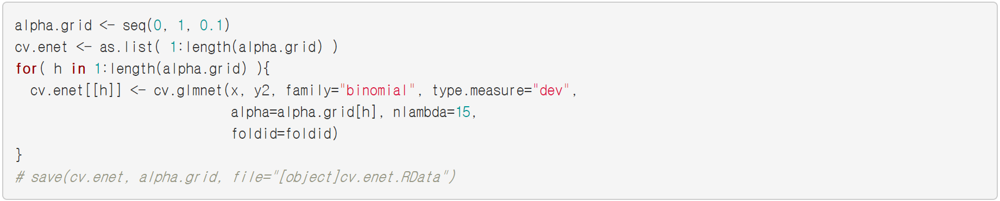 alpha.grid <- seq(0, 1, 0.1)
cv.enet <- as.list( 1:length(alpha.grid) )
for( h in 1:length(alpha.grid) ){
  cv.enet[[h]] <- cv.glmnet(x, y2, family="binomial", type.measure="dev",
                            alpha=alpha.grid[h], nlambda=15,
                            foldid=foldid)
}
# save(cv.enet, alpha.grid, file="[object]cv.enet.RData")